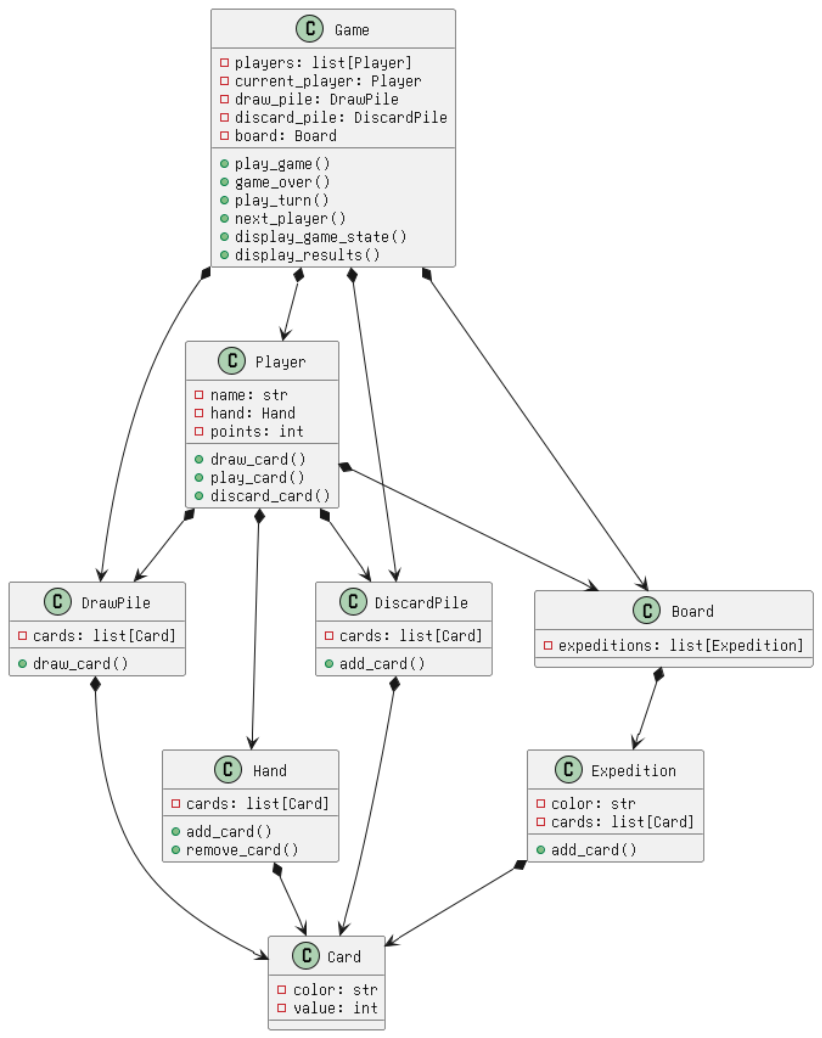 C Game
players: list[Player]
current_player: Player
draw_pile: DrawPile
discard_pile: DiscardPile
board: Board
play_game()
game_over()
play_turn()
next_player()
display_game_state()
display_results()
C Player
name: str
hand: Hand
points: int
draw_card()
play_card()
discard_card()
C DrawPile
cards: list[Card]
draw_card()
C DiscardPile
cards: list[Card]
add_card()
C Board
expeditions: list[Expedition]
C Hand
cards: list[Card]
add_card()
remove_card()
C Expedition
color: str
cards: list[Card]
add_card()
C Card
color: str
value: int